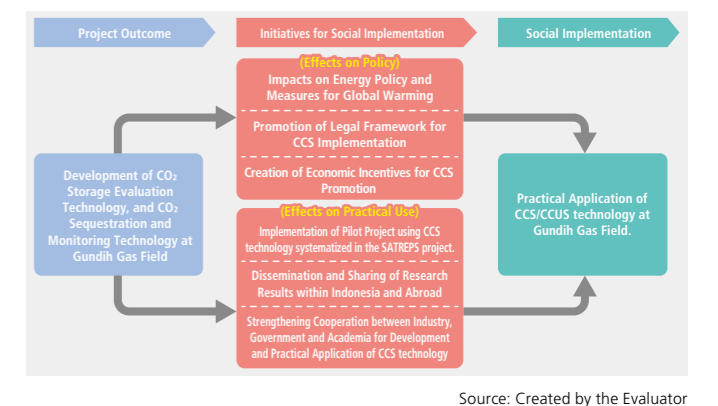 Project Outcome
Initiatives for Social Implementation
Social Implementation
(Effects on Policy)
Impacts on Energy Policy and
Measures for Global Warming
Promotion of Legal Framework for
CCS Implementation
Creation of Economic Incentives for CCS
Promotion
Development of CO₂
Storage Evaluation
Technology, and CO₂
Sequestration and
Monitoring Technology at
Gundih Gas Field
(Effects on Practical Use)
Implementation of Pilot Project using CCS
technology systematized in the SATREPS project.
Dissemination and Sharing of Research
Results within Indonesia and Abroad
Strengthening Cooperation between Industry,
Government and Academia for Development
and Practical Application of CCS technology
Practical Application of
CCS/CCUS technology at
Gundih Gas Field.
Source: Created by the Evaluator